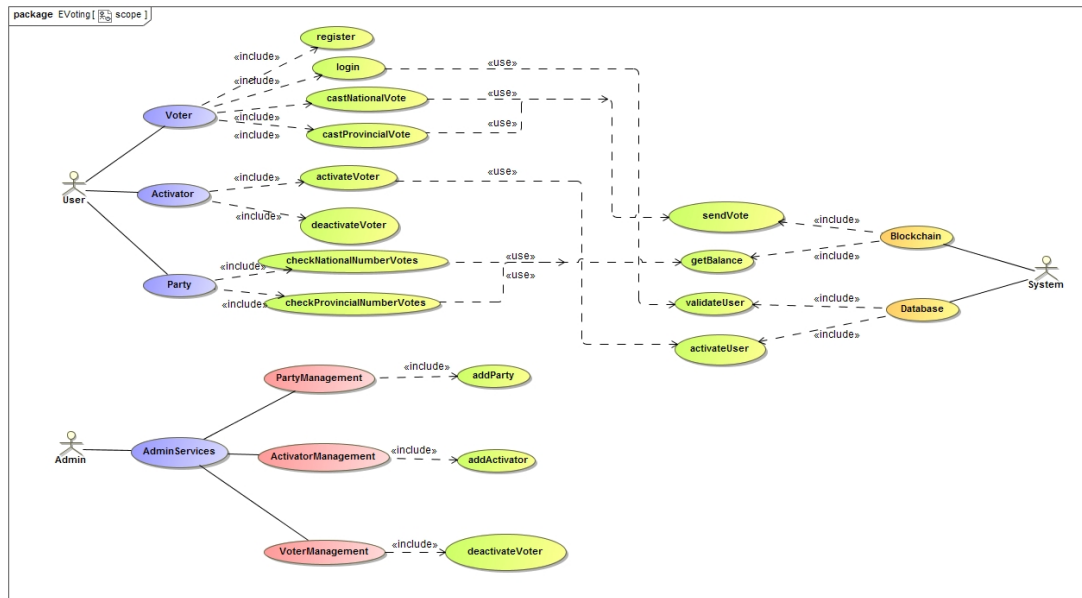 package EVoting [ scope ]
register
«include»
login
«use»
«include»
castNationalVote
«use»
Voter
«include»
«include»
castProvincialVote
«use»
User
Activator
«include»
activateVoter
«use»
«include»
deactivateVoter
sendVote
«include»
Blockchain
Party
«include»
checkNationalNumberVotes
«use»
getBalance
«include»
«include»
checkProvincialNumberVotes
«use»
System
validateUser
«include»
Database
activateUser
«include»
PartyManagement
«include»
addParty
Admin
AdminServices
ActivatorManagement
«include»
addActivator
VoterManagement
«include»
deactivateVoter